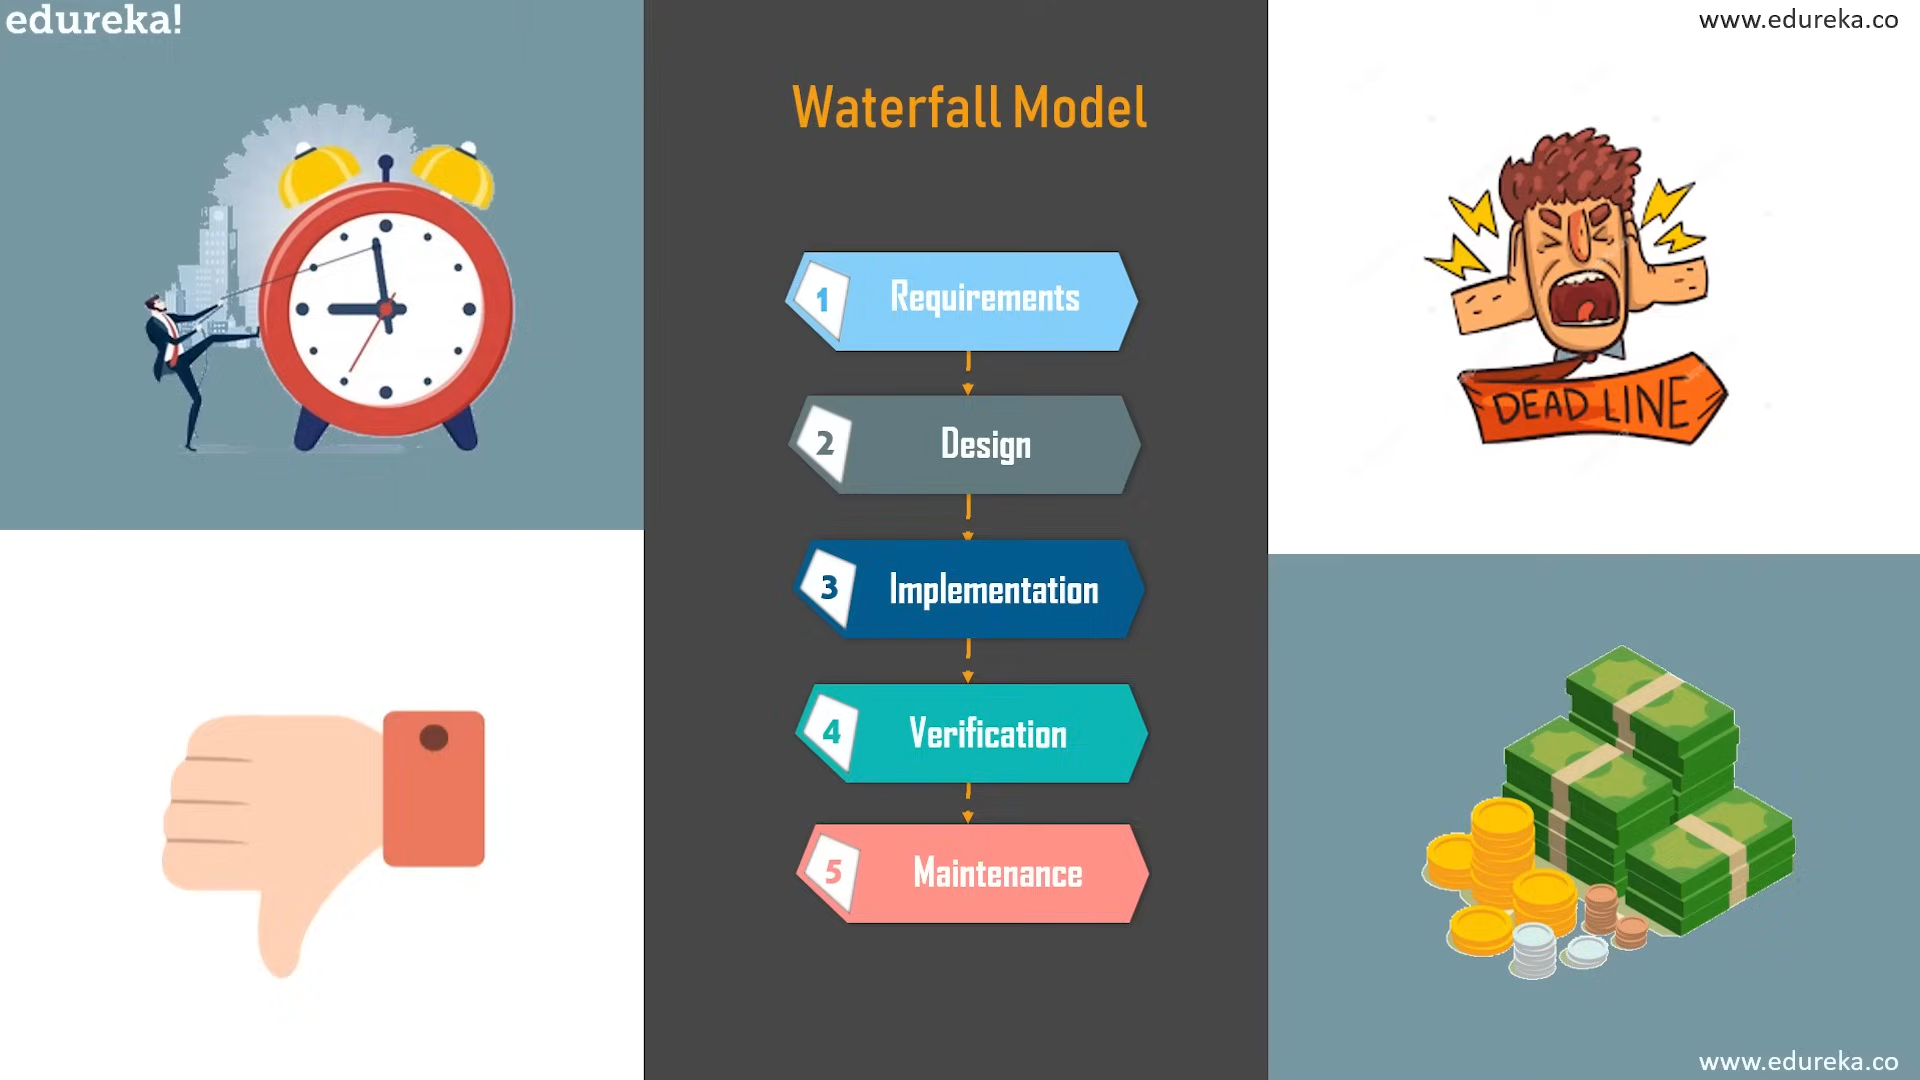 edureka!
www.edureka.co
Waterfall Model
1 Requirements
2 Design
3 Implementation
4 Verification
5 Maintenance
DEAD LINE
www.edureka.co